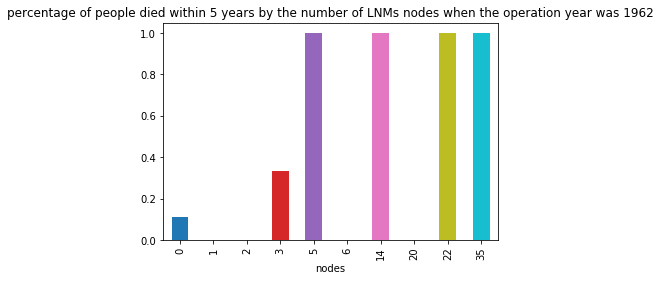 percentage of people died within 5 years by the number of LNMs nodes when the operation year was 1962
1.0
0.8
0.6
0.4
0.2
0.0
0 1 2 3 5 6 14 20 22 35
nodes